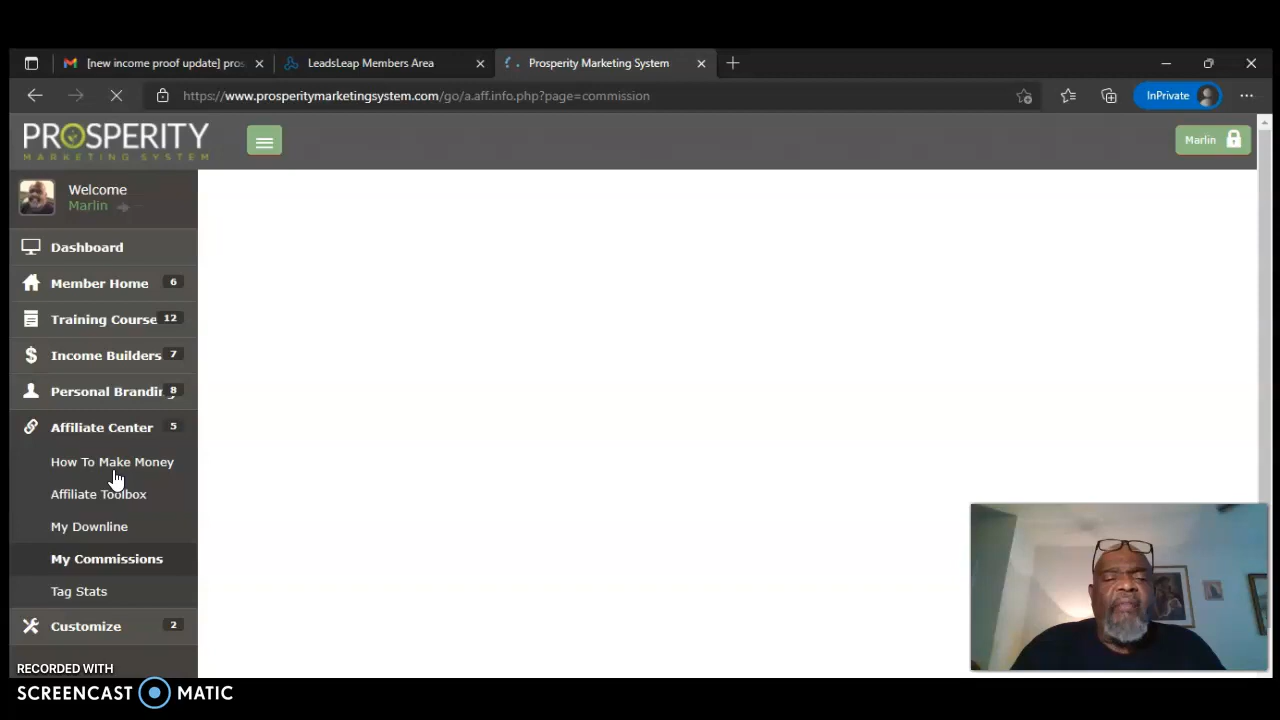 [new income proof update] pros
LeadsLeap Members Area
Prosperity Marketing System
https://www.prosperitymarketingsystem.com/go/a.aff.info.php?page=commission
InPrivate
PROSPERITY
MARKETING SYSTEM
Marlin
Welcome
Marlin
Dashboard
Member Home 6
Training Course 12
Income Builders 7
Personal Brandin 8
Affiliate Center 5
How To Make Money
Affiliate Toolbox
My Downline
My Commissions
Tag Stats
Customize 2
RECORDED WITH
SCREENCAST MATIC